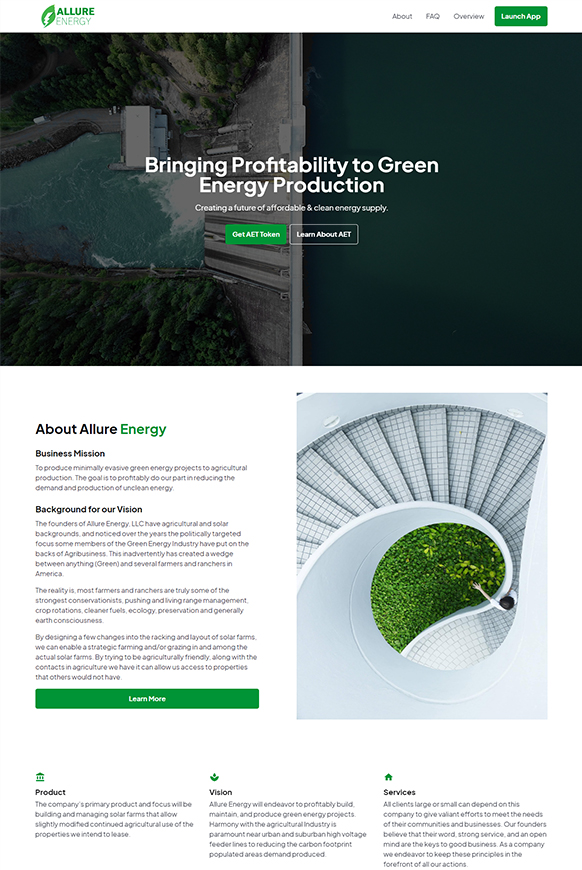 ALLURE
ENERGY
About FAQ Overview Launch App
Bringing Profitability to Green
Energy Production
Creating a future of affordable & clean energy supply.
Get AET Token Learn About AET
About Allure Energy
Business Mission
To produce minimally evasive green energy projects to agricultural
production. The goal is to profitably do our part in reducing the
demand and production of unclean energy.
Background for our Vision
The founders of Allure Energy, LLC have agricultural and solar
backgrounds, and noticed over the years the politically targeted
focus some members of the Green Energy Industry have put on the
backs of Agribusiness. This inadvertently has created a wedge
between anything (Green) and several farmers and ranchers in
America.
The reality is, most farmers and ranchers are truly some of the
strongest conservationists, pushing and living range management,
crop rotations, cleaner fuels, ecology, preservation and generally
earth consciousness.
By designing a few changes into the racking and layout of solar farms,
we can enable a strategic farming and/or grazing in and among the
actual solar farms. By trying to be agriculturally friendly, along with the
contacts in agriculture we have it can allow us access to properties
that others would not have.
Learn More
Product
The company's primary product and focus will be
building and managing solar farms that allow
slightly modified continued agricultural use of the
properties we intend to lease.
Vision
Allure Energy will endeavor to profitably build,
maintain, and produce green energy projects.
Harmony with the agricultural Industry is
paramount near urban and suburban high voltage
feeder lines to reducing the carbon footprint
populated areas demand produced.
Services
All clients large or small can depend on this
company to give valiant efforts to meet the needs
of their communities and businesses. Our founders
believe that their word, strong service, and an open
mind are the keys to good business. As a company
we endeavor to keep these principles in the
forefront of all our actions.